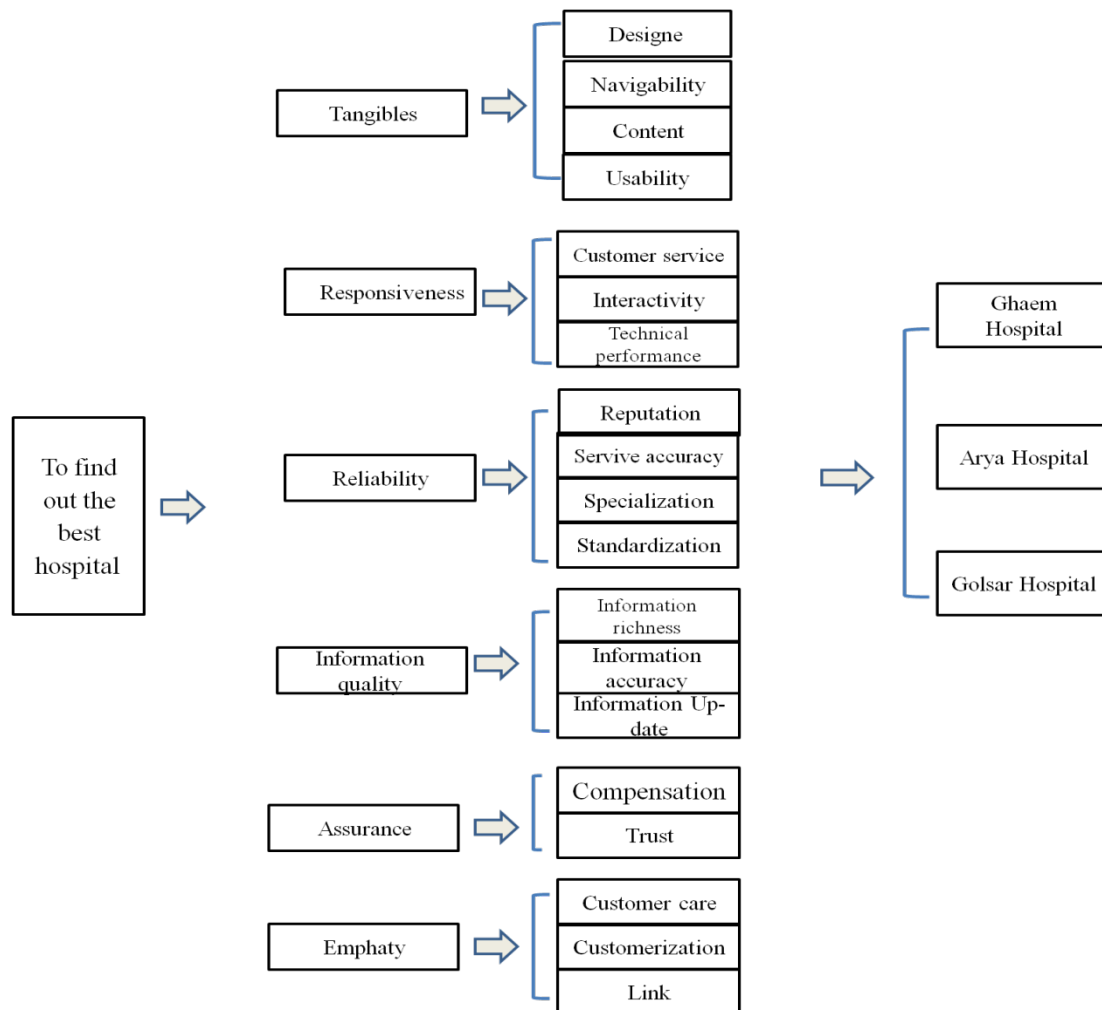 To find
out the
best
hospital
Tangibles
Designe
Navigability
Content
Usability
Responsiveness
Customer service
Interactivity
Technical
performance
Reliability
Reputation
Servive accuracy
Specialization
Standardization
Information
quality
Information
richness
Information
accuracy
Information Up-
date
Assurance
Compensation
Trust
Emphaty
Customer care
Customerization
Link
Ghaem
Hospital
Arya Hospital
Golsar Hospital